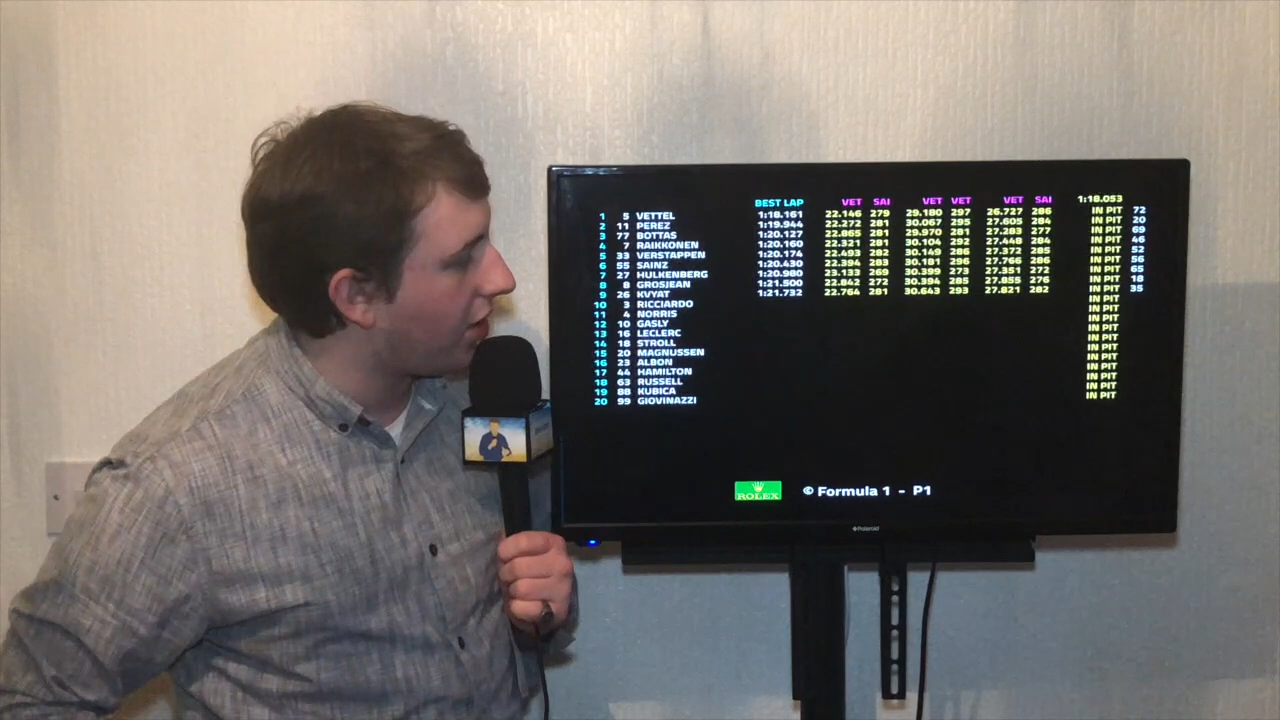 BEST LAP VET SAI VET VET VET SAI 1:18.053
1 5 VETTEL 1:18.161 22.146 279 29.180 297 26.727 286 IN PIT 72
2 11 PEREZ 1:19.944 22.272 281 30.067 295 27.605 284 IN PIT 20
3 77 BOTTAS 1:20.127 22.865 281 29.970 281 27.283 277 IN PIT 69
4 7 RAIKKONEN 1:20.160 22.321 281 30.104 292 27.448 284 IN PIT 46
5 33 VERSTAPPEN 1:20.174 22.493 282 30.149 286 27.372 285 IN PIT 52
6 55 SAINZ 1:20.430 22.394 283 30.181 296 27.766 286 IN PIT 56
7 27 HULKENBERG 1:20.980 23.133 269 30.399 273 27.351 272 IN PIT 65
8 8 GROSJEAN 1:21.500 22.842 272 30.394 285 27.855 276 IN PIT 18
9 26 KVYAT 1:21.732 22.764 281 30.643 293 27.821 282 IN PIT 35
10 3 RICCIARDO IN PIT
11 4 NORRIS IN PIT
12 10 GASLY IN PIT
13 16 LECLERC IN PIT
14 18 STROLL IN PIT
15 20 MAGNUSSEN IN PIT
16 23 ALBON IN PIT
17 44 HAMILTON IN PIT
18 63 RUSSELL IN PIT
19 88 KUBICA IN PIT
20 99 GIOVINAZZI IN PIT
ROLEX © Formula 1 - P1
Polaroid